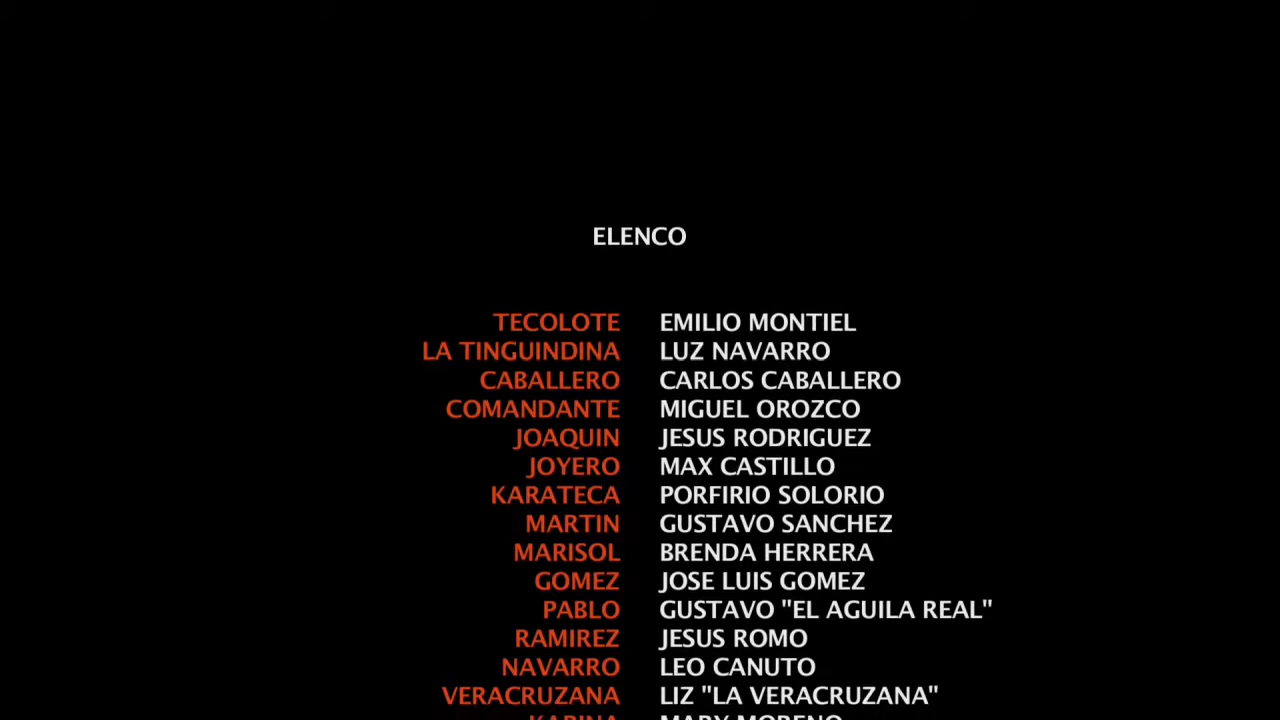 ELENCO
TECOLOTE EMILIO MONTIEL
LA TINGUINDINA LUZ NAVARRO
CABALLERO CARLOS CABALLERO
COMANDANTE MIGUEL OROZCO
JOAQUIN JESUS RODRIGUEZ
JOYERO MAX CASTILLO
KARATECA PORFIRIO SOLORIO
MARTIN GUSTAVO SANCHEZ
MARISOL BRENDA HERRERA
GOMEZ JOSE LUIS GOMEZ
PABLO GUSTAVO "EL AGUILA REAL"
RAMIREZ JESUS ROMO
NAVARRO LEO CANUTO
VERACRUZANA LIZ "LA VERACRUZANA"
MARY MORENO